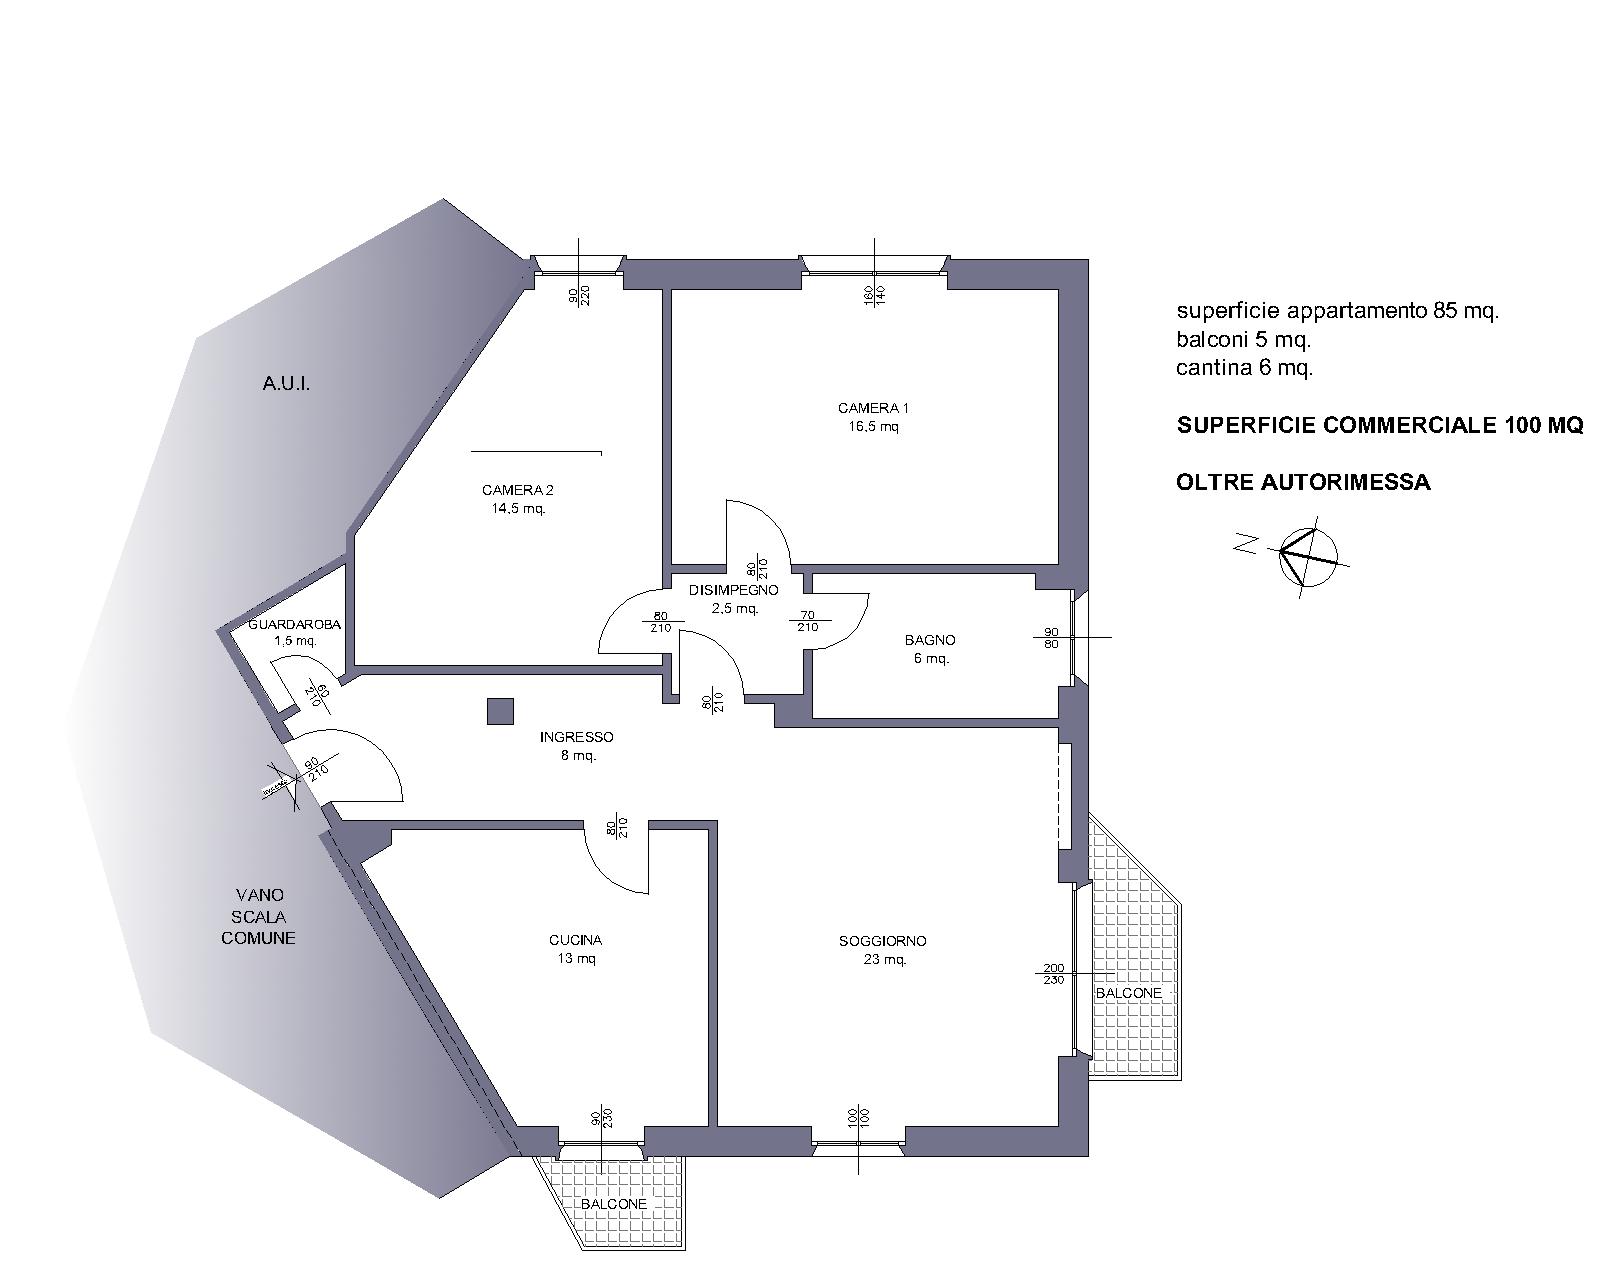 superficie appartamento 85 mq.
balconi 5 mq.
cantina 6 mq.
SUPERFICIE COMMERCIALE 100 MQ
OLTRE AUTORIMESSA
N
A.U.I.
90
220
160
140
CAMERA 1
16,5 mq
CAMERA 2
14,5 mq.
80
210
DISIMPEGNO
2,5 mq.
80
210
70
210
GUARDAROBA
1,5 mq.
60
210
BAGNO
6 mq.
90
80
80
210
INGRESSO
8 mq.
90
210
80
210
VANO
SCALA
COMUNE
CUCINA
13 mq
SOGGIORNO
23 mq.
200
230
BALCONE
90
230
100
100
BALCONE